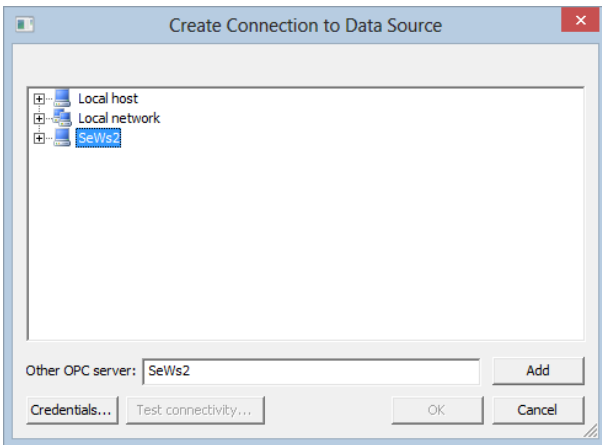 Create Connection to Data Source
Local host
Local network
SeWs2
Other OPC server: SeWs2 Add
Credentials... Test connectivity... OK Cancel